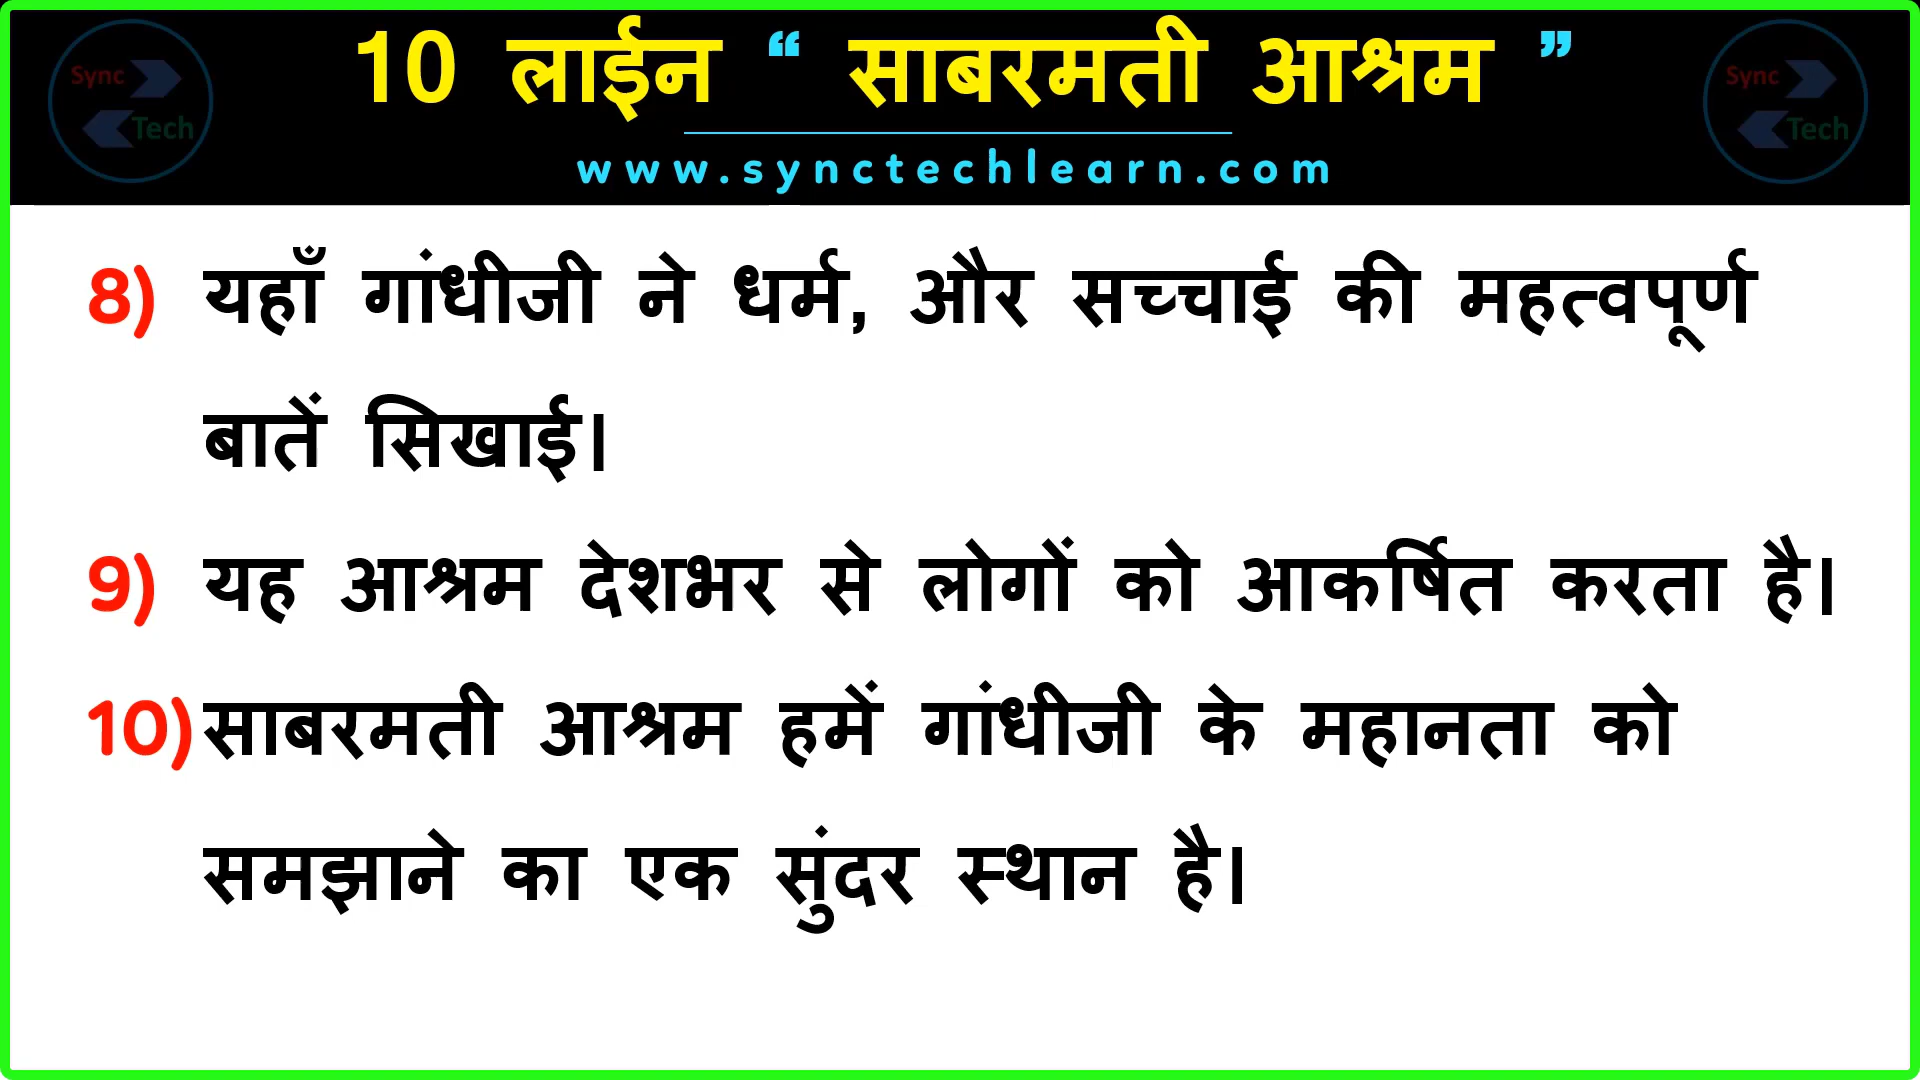 Sync
Tech
10 लाईन “ साबरमती आश्रम ”
www.synctechlearn.com
Sync
Tech
8) यहाँ गांधीजी ने धर्म, और सच्चाई की महत्वपूर्ण
बातें सिखाई।
9) यह आश्रम देशभर से लोगों को आकर्षित करता है।
10) साबरमती आश्रम हमें गांधीजी के महानता को
समझाने का एक सुंदर स्थान है।